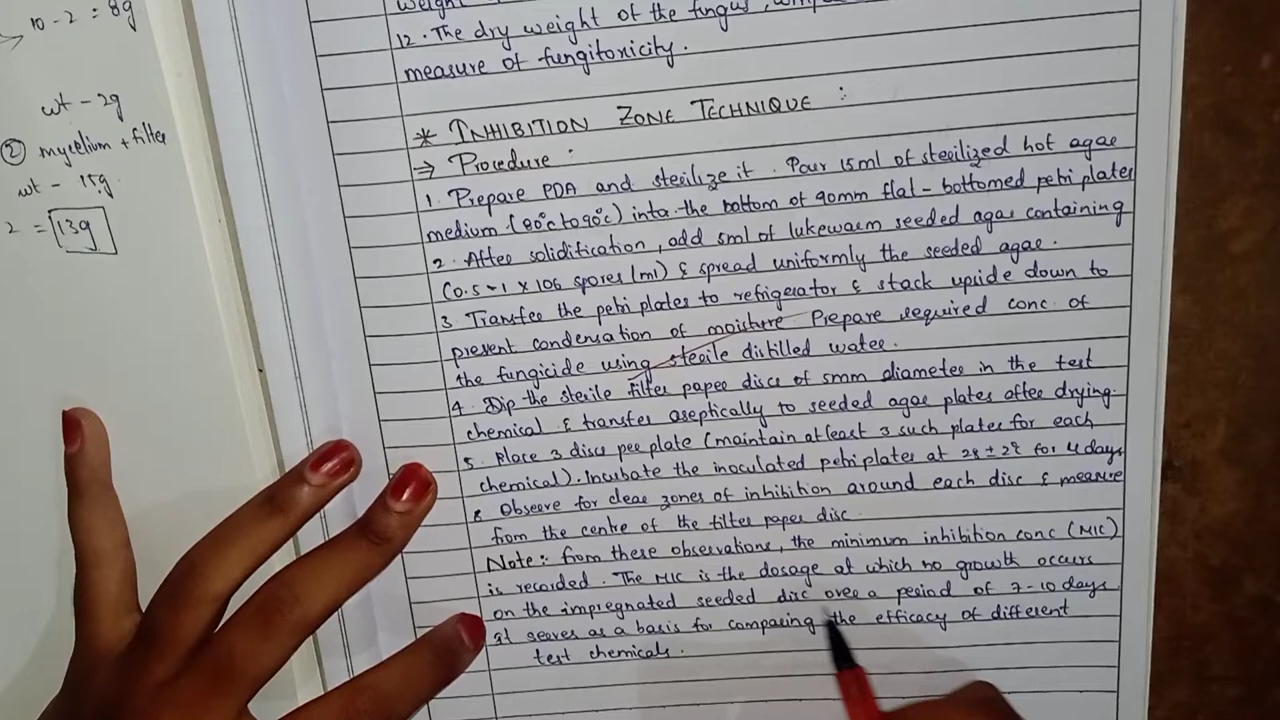 10 - 2 = 8g
wt - 2g
② mycelium + filter
wt - 15g.
2 = 13g
weight
12. The dry weight of the fungus,
measure of fungitoxicity.
* INHIBITION ZONE TECHNIQUE :
⇒ Procedure :
1. Prepare PDA and sterilize it. Pour 15ml of sterilized hot agar
medium (80°c to 90°c) into the bottom of 90mm flal-bottomed petri plates
2. After solidification, add 5ml of lukewarm seeded agar containing
(0.5-1 x 106 spores/ml) & spread uniformly the seeded agar.
3. Transfer the petri plates to refrigerator & stack upside down to
present condensation of moisture Prepare required conc. of
the fungicide using sterile distilled water.
4. Dip the sterile filter paper discs of 5mm diameter in the test
chemical & transfer aseptically to seeded agar plates after drying.
5. Place 3 discs per plate (maintain atleast 3 such plates for each
chemical). Incubate the inoculated petri plates at 28 ± 2°c for 4 days
Observe for clear zones of inhibition around each disc & measure
from the centre of the filter paper disc
Note:- from these observations, the minimum inhibition conc (MIC)
is recorded. The MIC is the dosage at which no growth occurs
on the impregnated seeded disc over a period of 7-10 days.
It serves as a basis for comparing the efficacy of different
test chemicals.